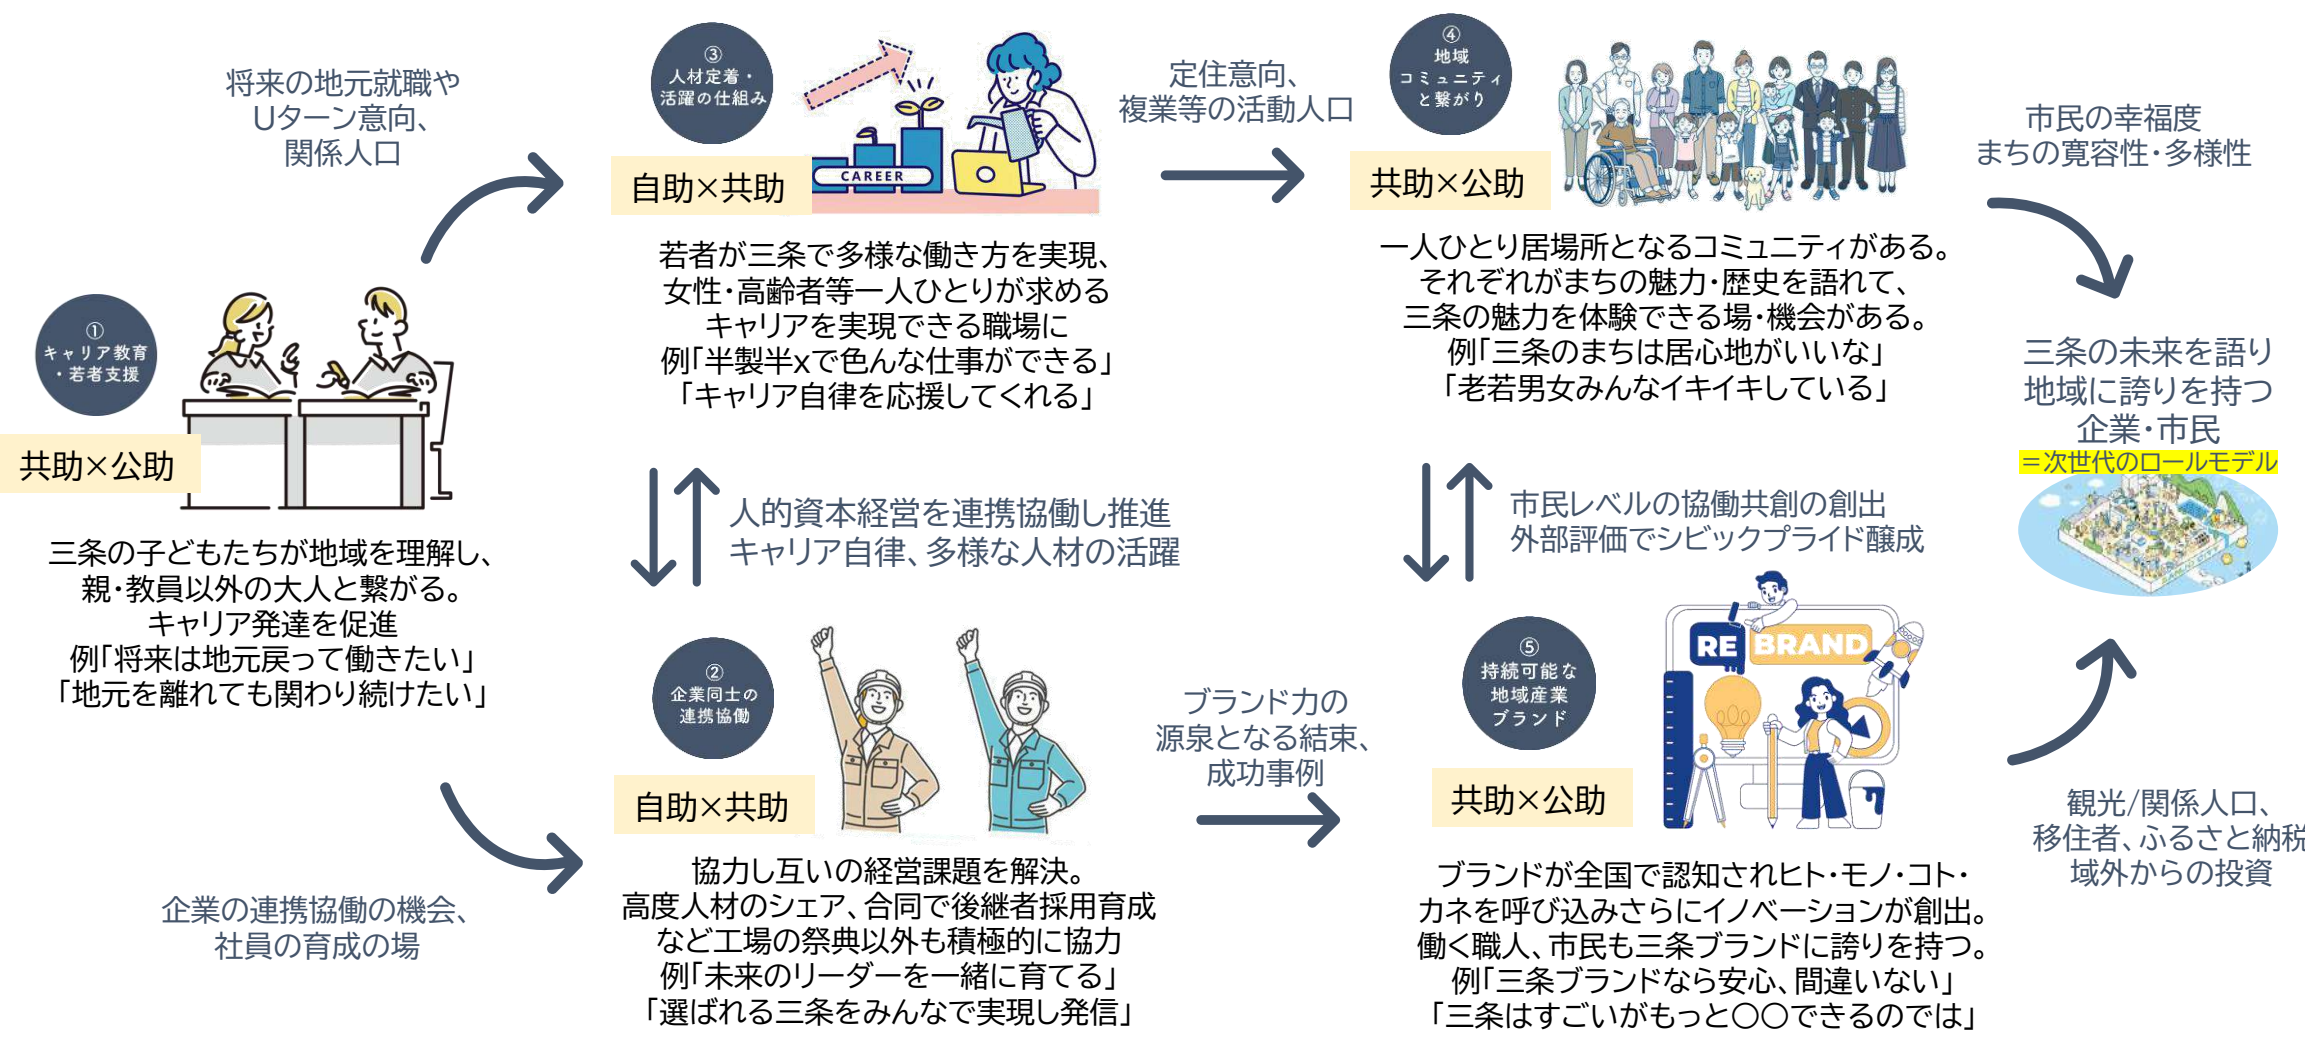 将来の地元就職や
Uターン意向、
関係人口
①
キャリア教育
・若者支援
共助×公助
三条の子どもたちが地域を理解し、
親・教員以外の大人と繋がる。
キャリア発達を促進
例「将来は地元戻って働きたい」
「地元を離れても関わり続けたい」
企業の連携協働の機会、
社員の育成の場
③
人材定着・
活躍の仕組み
CAREER
自助×共助
若者が三条で多様な働き方を実現、
女性・高齢者等一人ひとりが求める
キャリアを実現できる職場に
例「半製半xで色んな仕事ができる」
「キャリア自律を応援してくれる」
人的資本経営を連携協働し推進
キャリア自律、多様な人材の活躍
②
企業同士の
連携協働
自助×共助
協力し互いの経営課題を解決。
高度人材のシェア、合同で後継者採用育成
など工場の祭典以外も積極的に協力
例「未来のリーダーを一緒に育てる」
「選ばれる三条をみんなで実現し発信」
定住意向、
複業等の活動人口
ブランド力の
源泉となる結束、
成功事例
④
地域
コミュニティ
と繋がり
共助×公助
一人ひとり居場所となるコミュニティがある。
それぞれがまちの魅力・歴史を語れて、
三条の魅力を体験できる場・機会がある。
例「三条のまちは居心地がいいな」
「老若男女みんなイキイキしている」
市民レベルの協働共創の創出
外部評価でシビックプライド醸成
⑤
持続可能な
地域産業
ブランド
RE BRAND
共助×公助
ブランドが全国で認知されヒト・モノ・コト・
カネを呼び込みさらにイノベーションが創出。
働く職人、市民も三条ブランドに誇りを持つ。
例「三条ブランドなら安心、間違いない」
「三条はすごいがもっと〇〇できるのでは」
市民の幸福度
まちの寛容性・多様性
三条の未来を語り
地域に誇りを持つ
企業・市民
＝次世代のロールモデル
観光/関係人口、
移住者、ふるさと納税
域外からの投資